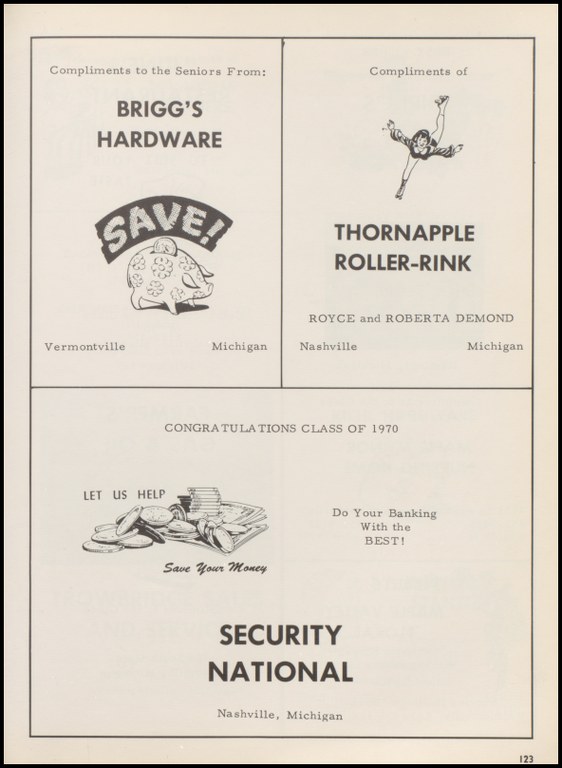 Compliments to the Seniors From:
BRIGG'S
HARDWARE
SAVE!
Vermontville Michigan
Compliments of
THORNAPPLE
ROLLER-RINK
ROYCE and ROBERTA DEMOND
Nashville Michigan
CONGRATULATIONS CLASS OF 1970
LET US HELP
Save Your Money
Do Your Banking
With the
BEST!
SECURITY
NATIONAL
Nashville, Michigan
123